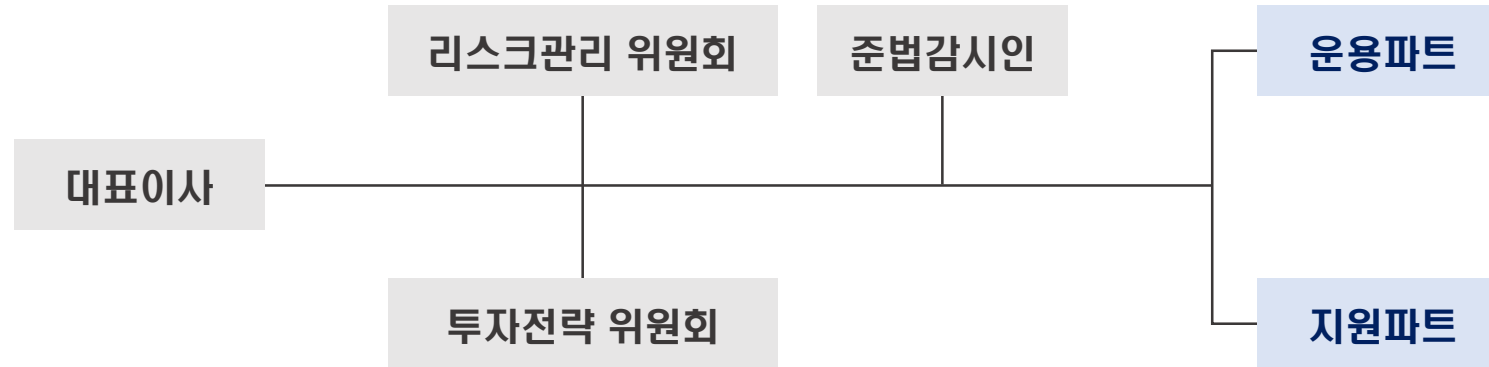 리스크관리 위원회
준법감시인
운용파트
대표이사
투자전략 위원회
지원파트